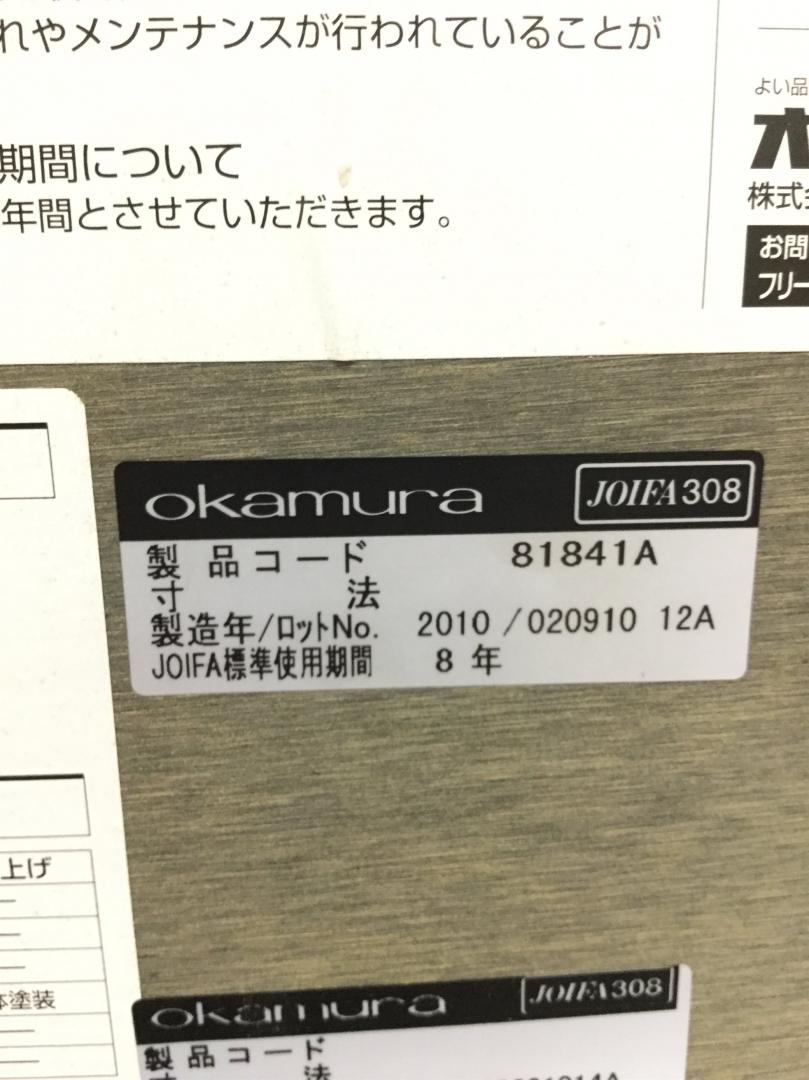 れやメンテナンスが行われていることが
期間について
年間とさせていただきます。
よい品
オ
株式会
お問
フリー
okamura JOIFA308
製品コード 81841A
寸法
製造年/ロットNo. 2010/020910 12A
JOIFA標準使用期間 8年
上げ
体塗装
okamura JOIFA308
製品コード
寸法